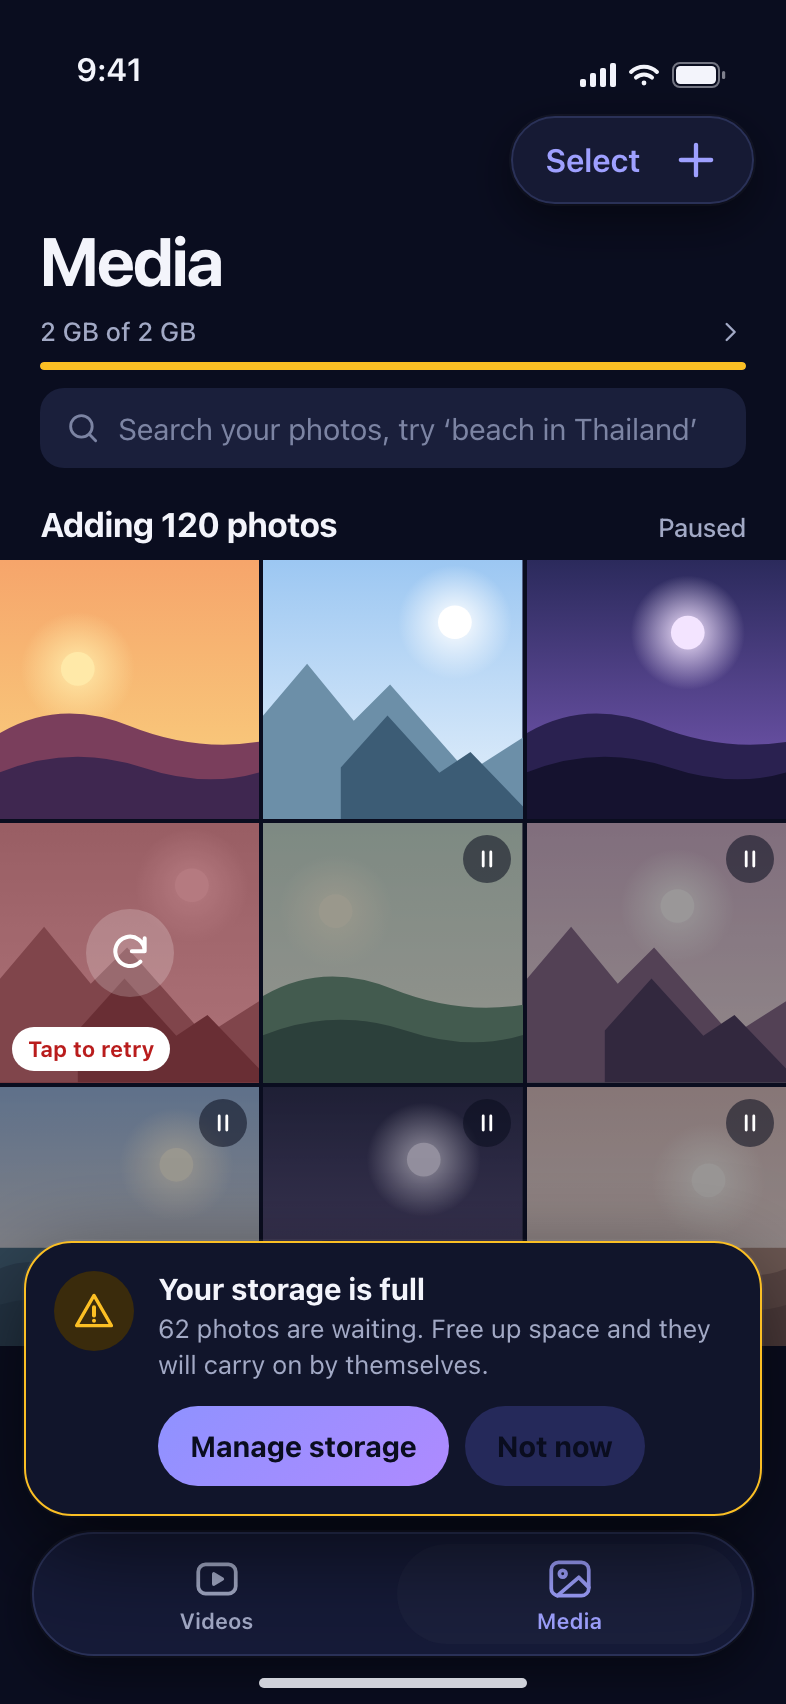 9:41
Select
Media
2 GB of 2 GB
Search your photos, try ‘beach in Thailand’
Adding 120 photos
Paused
Tap to retry
Your storage is full
62 photos are waiting. Free up space and they
will carry on by themselves.
Manage storage
Not now
Videos
Media